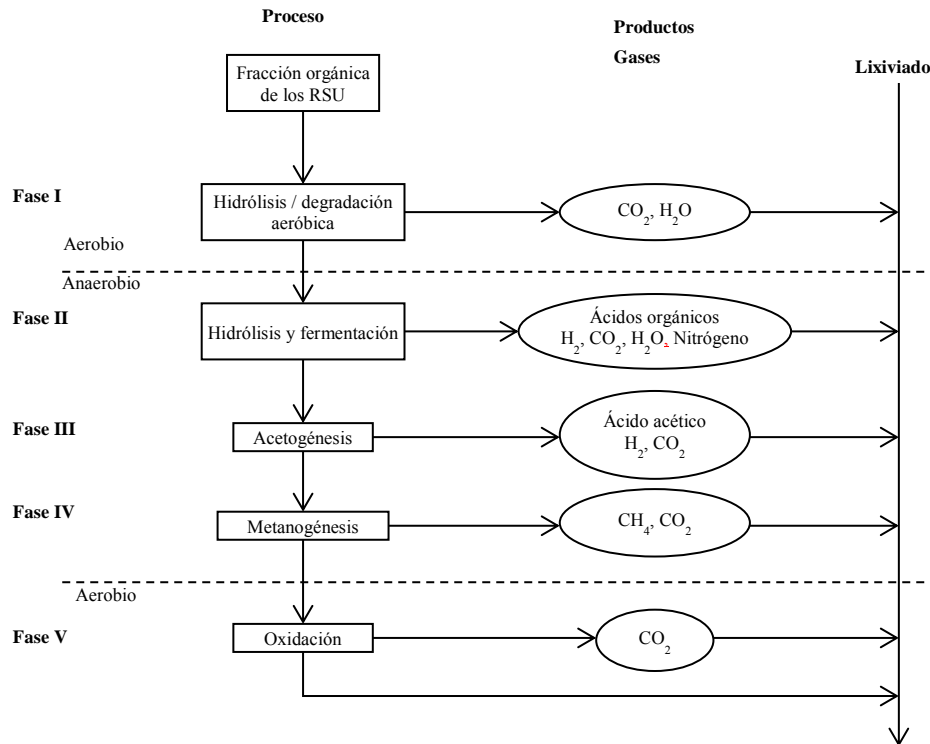 Proceso
Productos
Gases
Lixiviado
Fracción orgánica
de los RSU
Fase I
Hidrólisis / degradación
aeróbica
CO2, H2O
Aerobio
Anaerobio
Fase II
Hidrólisis y fermentación
Ácidos orgánicos
H2, CO2, H2O, Nitrógeno
Fase III
Acetogénesis
Ácido acético
H2, CO2
Fase IV
Metanogénesis
CH4, CO2
Aerobio
Fase V
Oxidación
CO2